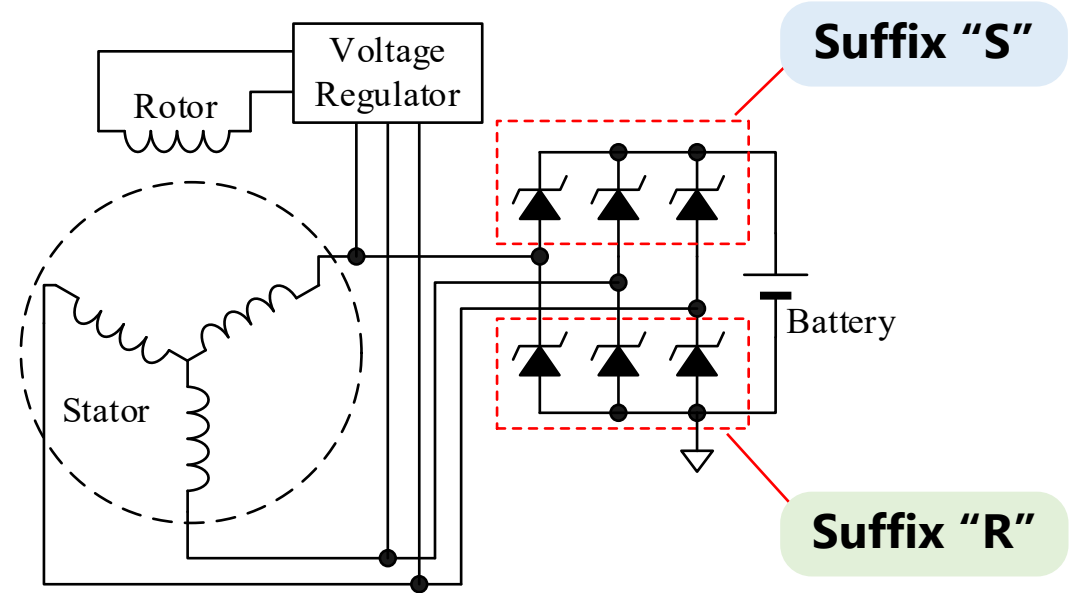 Suffix “S”
Voltage
Regulator
Rotor
Battery
Stator
Suffix “R”